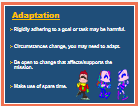 Adaptation
Rigidly adhering to a goal or task may be harmful.
Circumstances change, you may need to adapt.
Be open to change that affects/supports the
mission.
Make use of spare time.